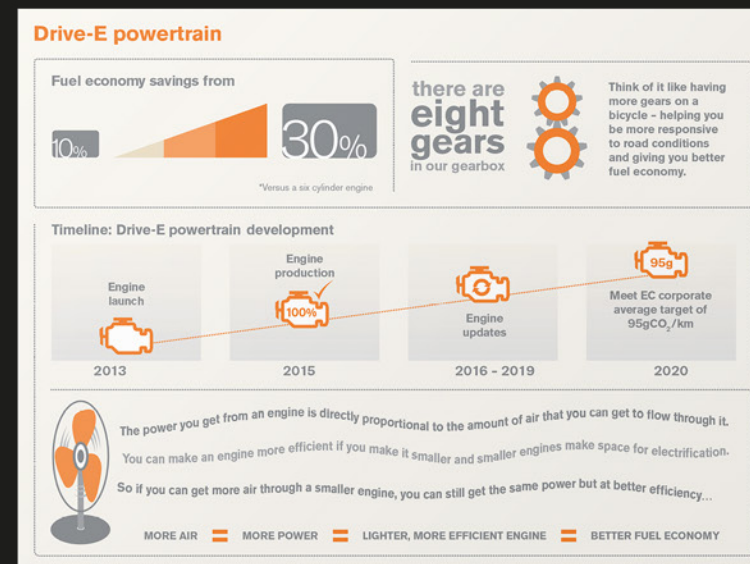 Drive-E powertrain
Fuel economy savings from
10%
30%
*Versus a six cylinder engine
there are
eight
gears
in our gearbox
Think of it like having
more gears on a
bicycle – helping you
be more responsive
to road conditions
and giving you better
fuel economy.
Timeline: Drive-E powertrain development
Engine
launch
2013
Engine
production
100%
2015
Engine
updates
2016 - 2019
95g
Meet EC corporate
average target of
95gCO₂/km
2020
The power you get from an engine is directly proportional to the amount of air that you can get to flow through it.
You can make an engine more efficient if you make it smaller and smaller engines make space for electrification.
So if you can get more air through a smaller engine, you can still get the same power but at better efficiency...
MORE AIR = MORE POWER = LIGHTER, MORE EFFICIENT ENGINE = BETTER FUEL ECONOMY